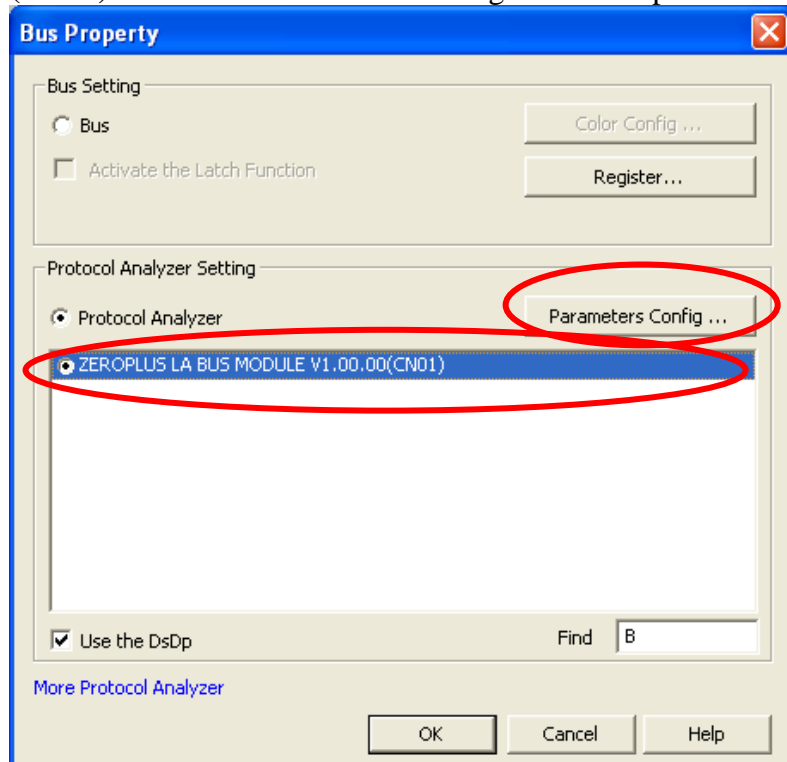 Bus Property
Bus Setting
Bus
Color Config ...
Activate the Latch Function
Register...
Protocol Analyzer Setting
Protocol Analyzer
Parameters Config ...
ZEROPLUS LA BUS MODULE V1.00.00(CN01)
Use the DsDp
Find B
More Protocol Analyzer
OK Cancel Help